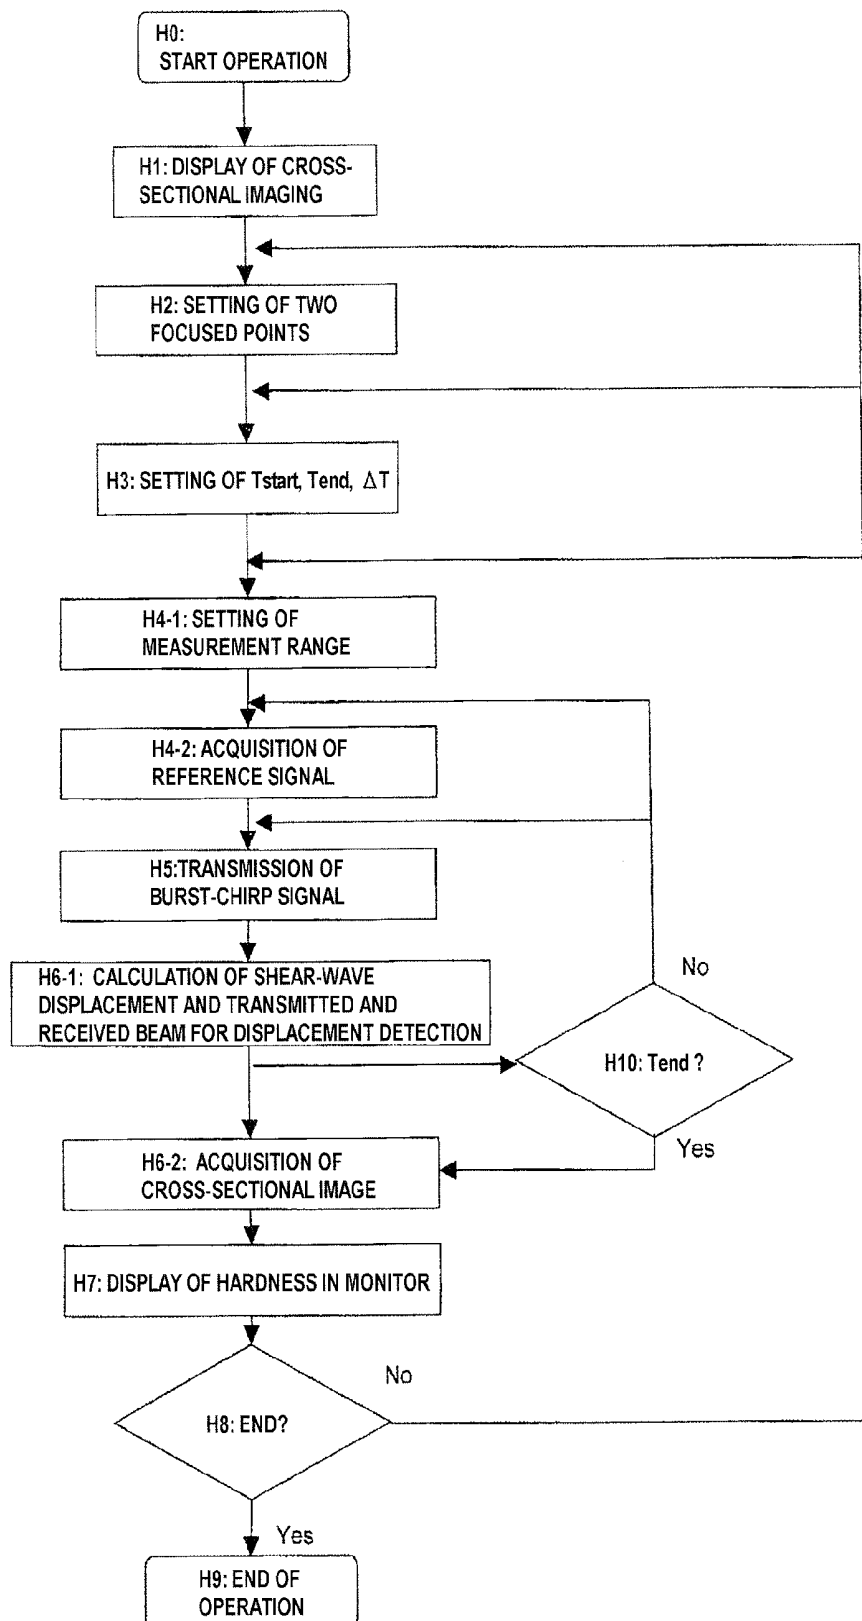 H0:
START OPERATION
H1: DISPLAY OF CROSS-
SECTIONAL IMAGING
H2: SETTING OF TWO
FOCUSED POINTS
H3: SETTING OF Tstart, Tend, ΔT
H4-1: SETTING OF
MEASUREMENT RANGE
H4-2: ACQUISITION OF
REFERENCE SIGNAL
H5:TRANSMISSION OF
BURST-CHIRP SIGNAL
H6-1: CALCULATION OF SHEAR-WAVE
DISPLACEMENT AND TRANSMITTED AND
RECEIVED BEAM FOR DISPLACEMENT DETECTION
No
H10: Tend ?
Yes
H6-2: ACQUISITION OF
CROSS-SECTIONAL IMAGE
H7: DISPLAY OF HARDNESS IN MONITOR
No
H8: END?
Yes
H9: END OF
OPERATION